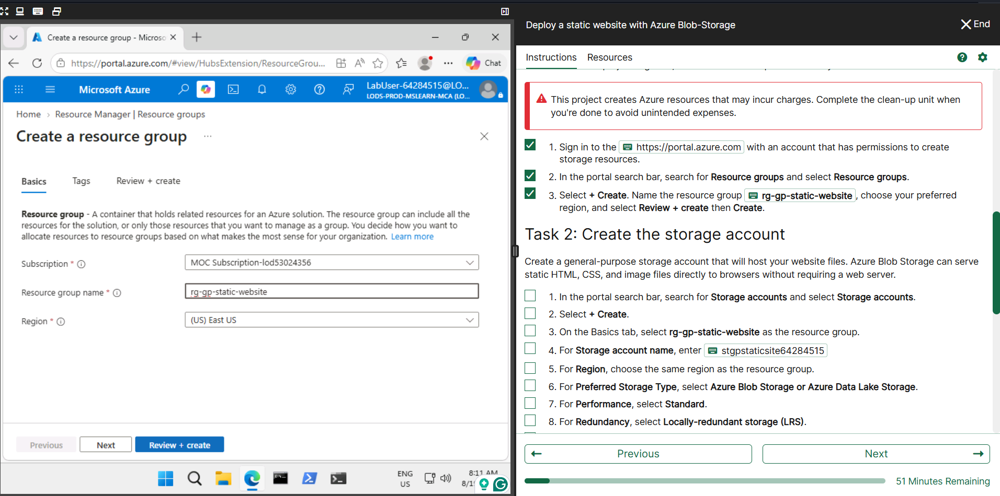 Create a resource group - Microso
https://portal.azure.com/#view/HubsExtension/ResourceGrou...
Chat
Microsoft Azure
LabUser-64284515@LO...
LODS-PROD-MSLEARN-MCA (LO...
Home > Resource Manager | Resource groups
Create a resource group ...
Basics
Tags
Review + create
Resource group - A container that holds related resources for an Azure solution. The resource group can include all the
resources for the solution, or only those resources that you want to manage as a group. You decide how you want to
allocate resources to resource groups based on what makes the most sense for your organization. Learn more
Subscription *
MOC Subscription-lod53024356
Resource group name *
rg-gp-static-website
Region *
(US) East US
Previous
Next
Review + create
ENG
US
8:11 AM
Deploy a static website with Azure Blob-Storage
End
Instructions
Resources
This project creates Azure resources that may incur charges. Complete the clean-up unit when
you're done to avoid unintended expenses.
1. Sign in to the https://portal.azure.com with an account that has permissions to create
storage resources.
2. In the portal search bar, search for Resource groups and select Resource groups.
3. Select + Create. Name the resource group rg-gp-static-website, choose your preferred
region, and select Review + create then Create.
Task 2: Create the storage account
Create a general-purpose storage account that will host your website files. Azure Blob Storage can serve
static HTML, CSS, and image files directly to browsers without requiring a web server.
1. In the portal search bar, search for Storage accounts and select Storage accounts.
2. Select + Create.
3. On the Basics tab, select rg-gp-static-website as the resource group.
4. For Storage account name, enter stgpstaticsite64284515
5. For Region, choose the same region as the resource group.
6. For Preferred Storage Type, select Azure Blob Storage or Azure Data Lake Storage.
7. For Performance, select Standard.
8. For Redundancy, select Locally-redundant storage (LRS).
Previous
Next
51 Minutes Remaining